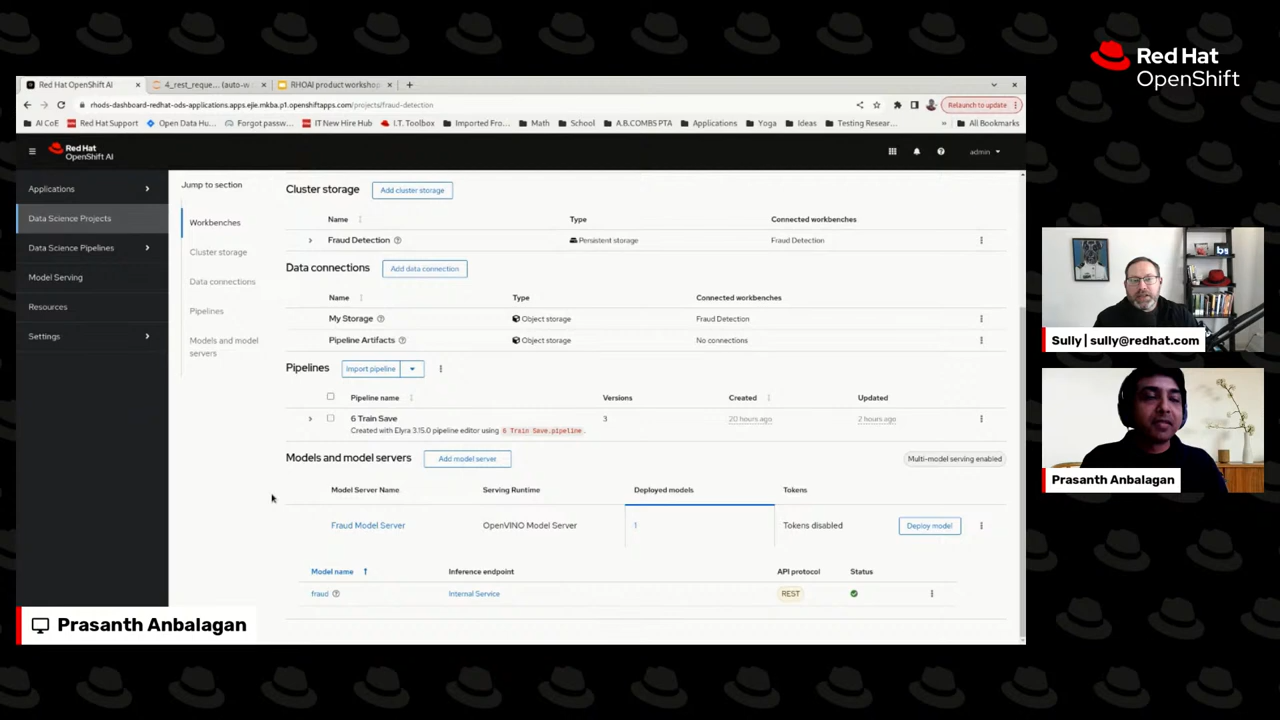 Red Hat
OpenShift
Red Hat OpenShift AI
4_rest_reque... (auto-w
RHOAI product workshop
rhods-dashboard-redhat-ods-applications.apps.ejie.mkba.p1.openshiftapps.com/projects/fraud-detection
Relaunch to update
AI CoE
Red Hat Support
Open Data Hu...
Forgot passw...
IT New Hire Hub
I.T. Toolbox
Imported Fro...
Math
School
A.B.COMBS PTA
Applications
Yoga
Ideas
Testing Resear...
»
All Bookmarks
Red Hat
OpenShift AI
admin
Applications
Data Science Projects
Data Science Pipelines
Model Serving
Resources
Settings
Jump to section
Workbenches
Cluster storage
Data connections
Pipelines
Models and model
servers
Cluster storage
Add cluster storage
Name
Type
Connected workbenches
Fraud Detection
Persistent storage
Fraud Detection
Data connections
Add data connection
Name
Type
Connected workbenches
My Storage
Object storage
Fraud Detection
Pipeline Artifacts
Object storage
No connections
Pipelines
Import pipeline
Pipeline name
Versions
Created
Updated
6 Train Save
3
20 hours ago
2 hours ago
Created with Elyra 3.15.0 pipeline editor using 6 Train Save.pipeline.
Models and model servers
Add model server
Multi-model serving enabled
Model Server Name
Serving Runtime
Deployed models
Tokens
Fraud Model Server
OpenVINO Model Server
1
Tokens disabled
Deploy model
Model name
Inference endpoint
API protocol
Status
fraud
Internal Service
REST
Prasanth Anbalagan
bs
Sully | sully@redhat.com
Prasanth Anbalagan